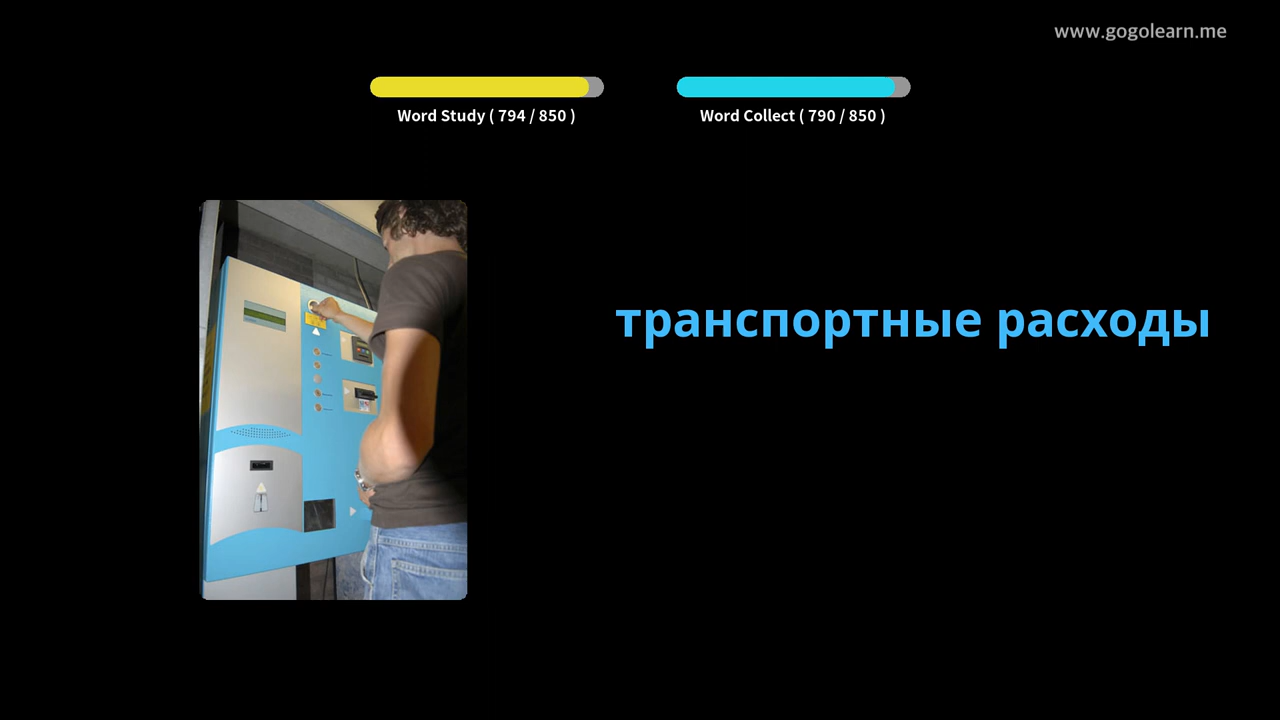 www.gogolearn.me
Word Study ( 794 / 850 )
Word Collect ( 790 / 850 )
транспортные расходы